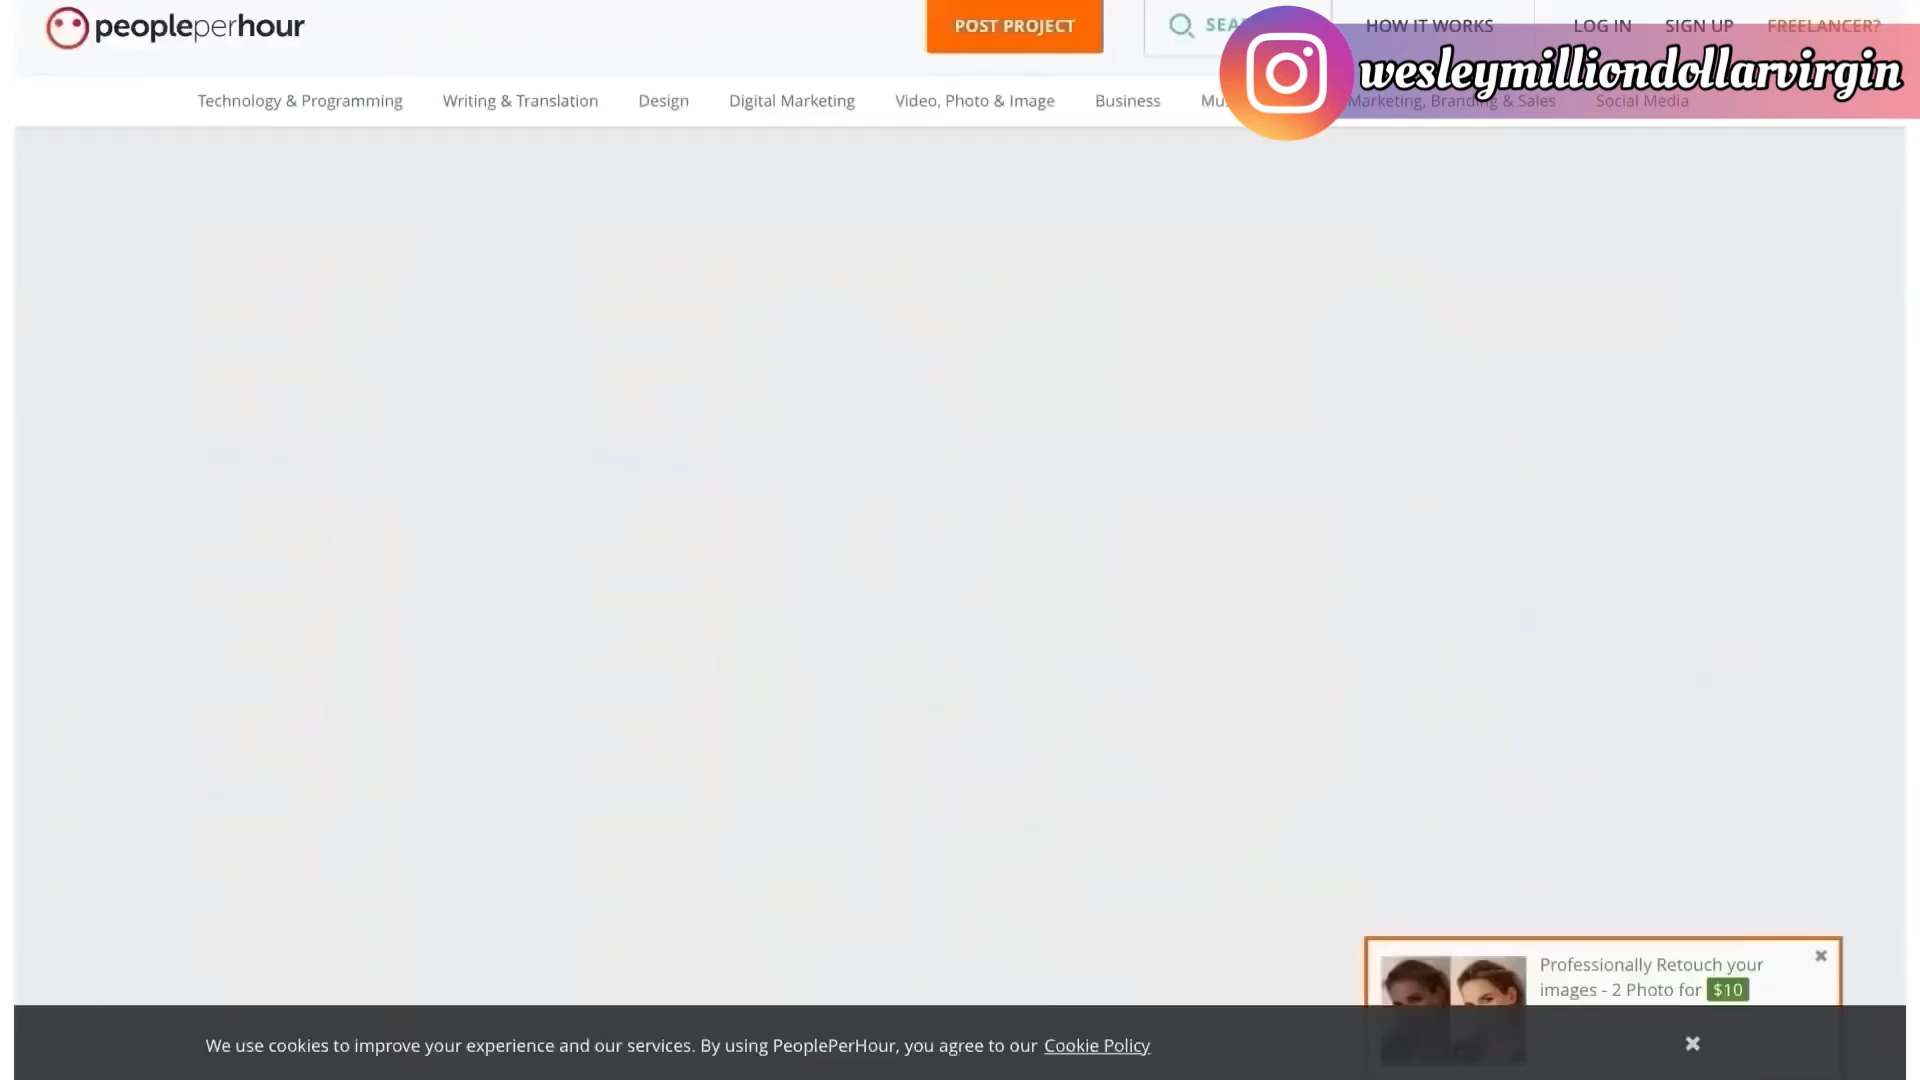 peopleperhour
POST PROJECT
HOW IT WORKS
LOG IN
SIGN UP
FREELANCER?
wesleymilliondollarvirgin
Technology & Programming
Writing & Translation
Design
Digital Marketing
Video, Photo & Image
Business
Marketing, Branding & Sales
Social Media
Professionally Retouch your
images - 2 Photo for $10
We use cookies to improve your experience and our services. By using PeoplePerHour, you agree to our Cookie Policy